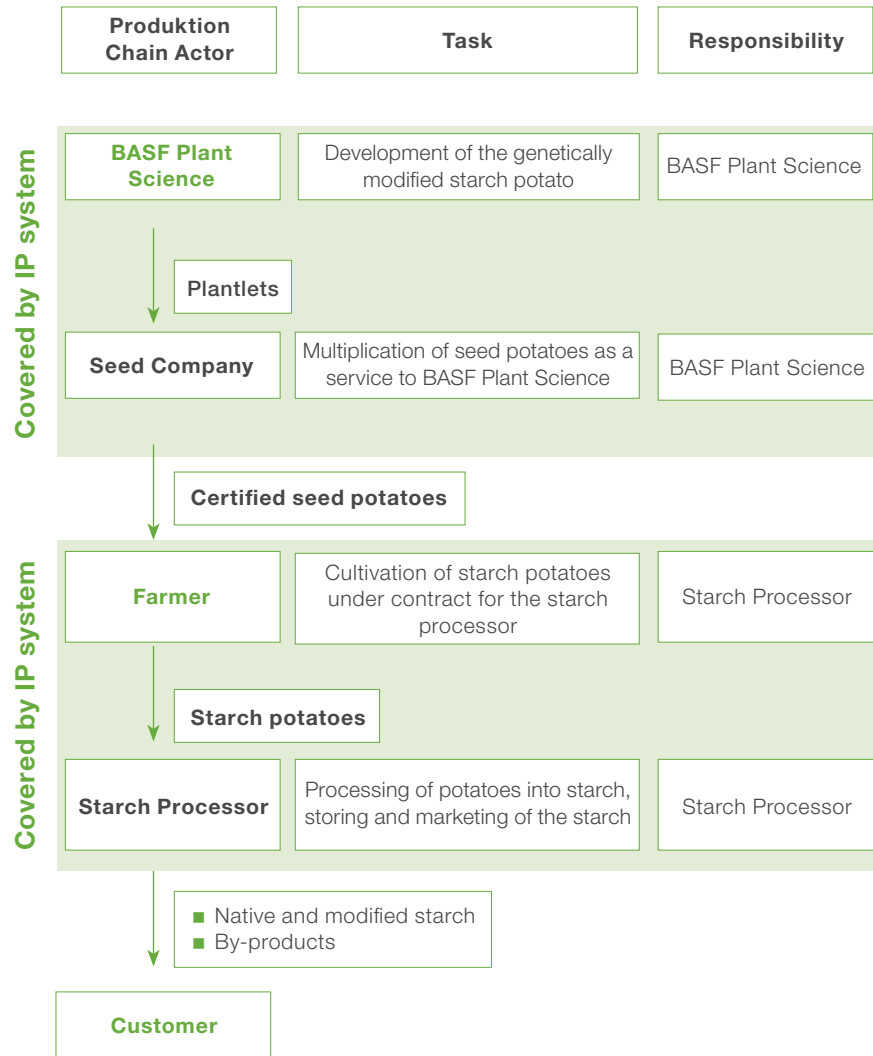 Produktion
Chain Actor
Task
Responsibility
Covered by IP system
BASF Plant
Science
Development of the genetically
modified starch potato
BASF Plant Science
Plantlets
Seed Company
Multiplication of seed potatoes as a
service to BASF Plant Science
BASF Plant Science
Certified seed potatoes
Covered by IP system
Farmer
Cultivation of starch potatoes
under contract for the starch
processor
Starch Processor
Starch potatoes
Starch Processor
Processing of potatoes into starch,
storing and marketing of the starch
Starch Processor
■ Native and modified starch
■ By-products
Customer